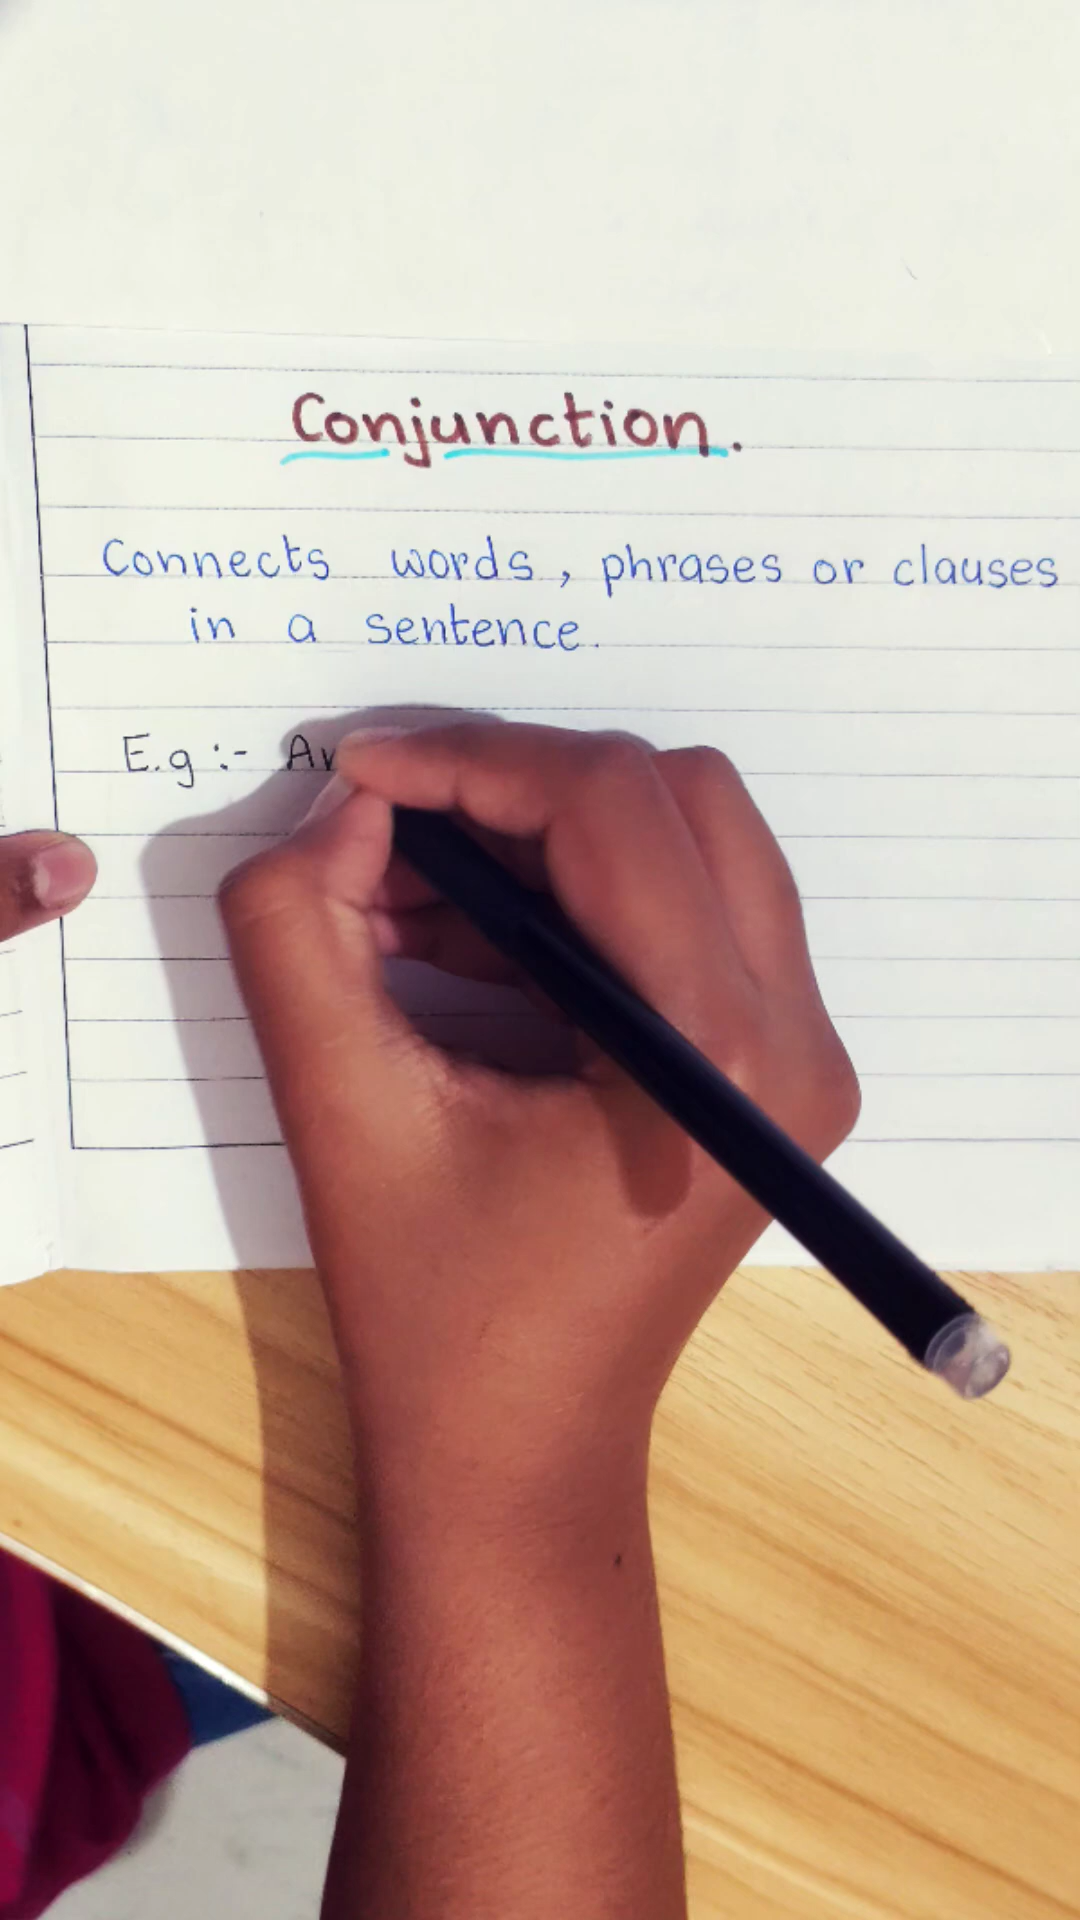 Conjunction.
Connects words, phrases or clauses
in a sentence.
E.g :-